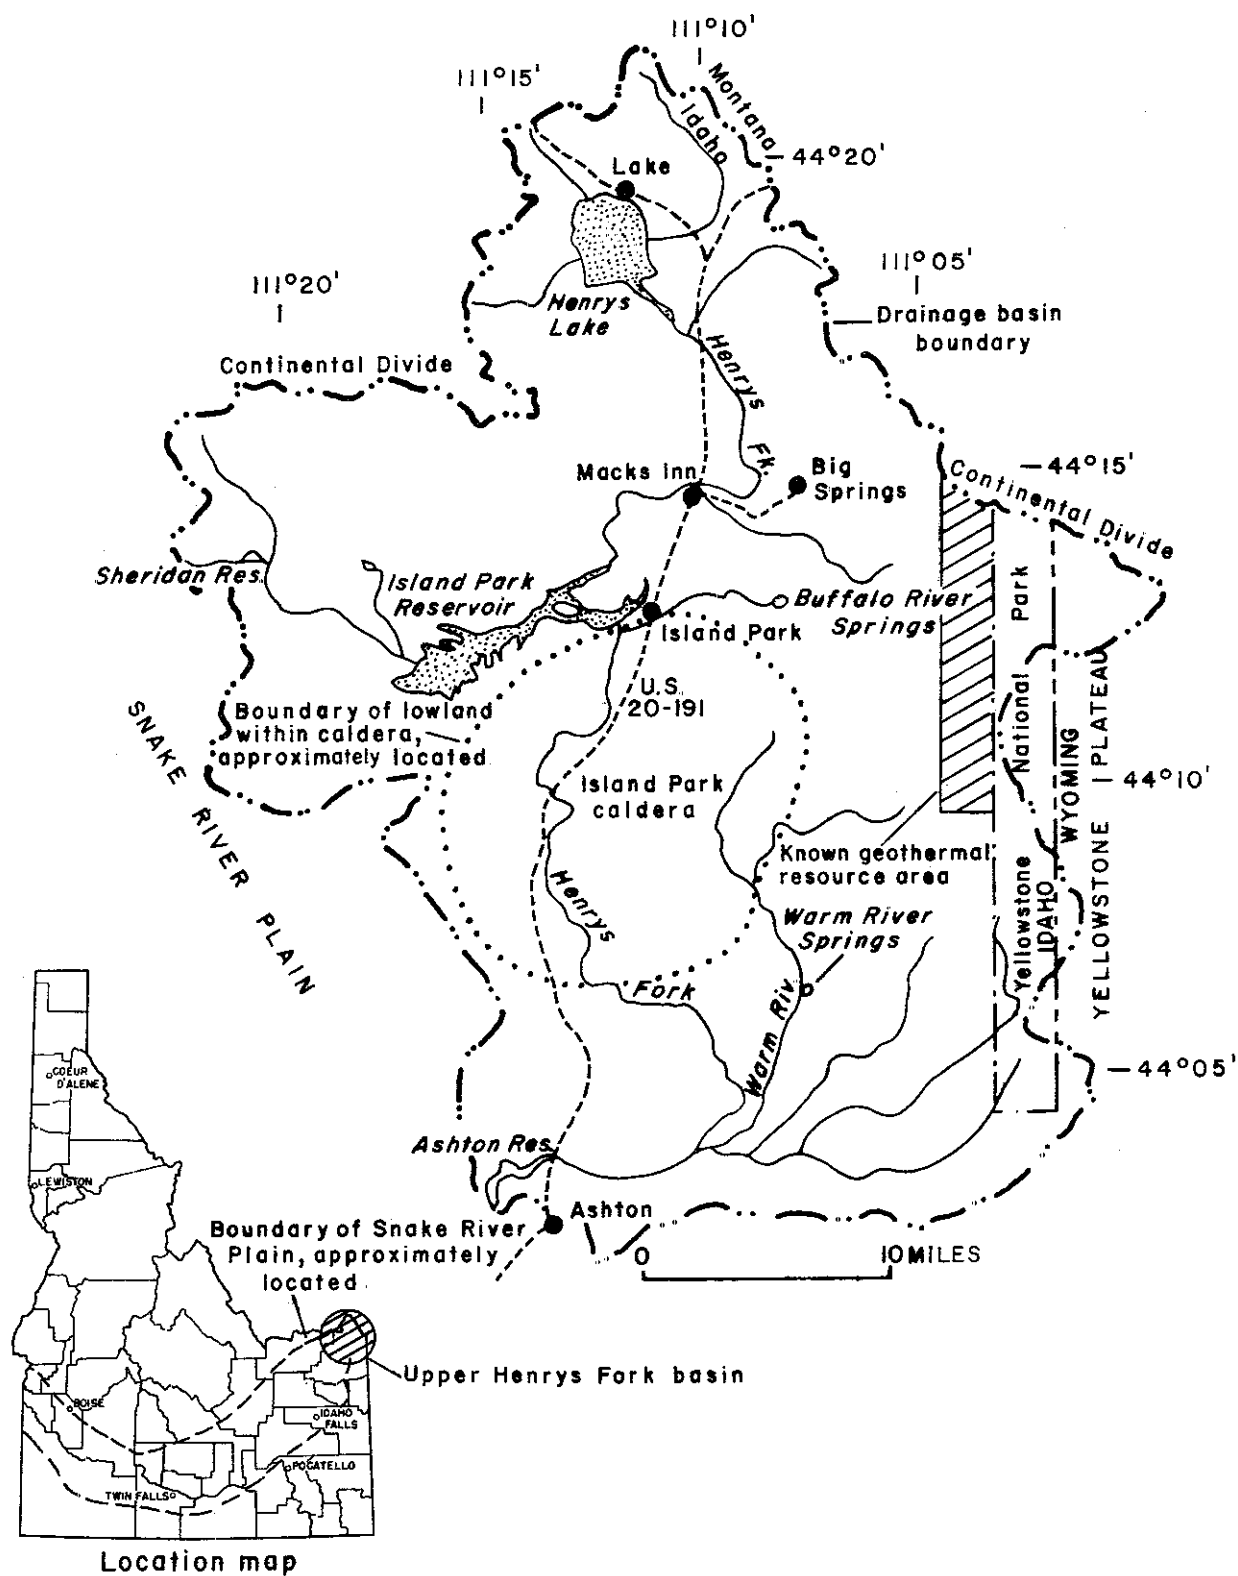 111°10'
111°15'
Montana
Idaho
44°20'
Lake
111°05'
111°20'
Henrys
Lake
Drainage basin
boundary
Continental Divide
Henrys
Fk.
Macks Inn
Big
Springs
44°15'
Continental Divide
Sheridan Res.
Island Park
Reservoir
Buffalo River
Springs
Island Park
Park
National
Yellowstone
U.S.
20-191
Boundary of lowland
within caldera,
approximately located
SNAKE RIVER PLAIN
Island Park
caldera
WYOMING
IDAHO
YELLOWSTONE PLATEAU
44°10'
Known geothermal
resource area
Henrys
Fork
Warm River
Springs
Warm Riv.
44°05'
Ashton Res.
Ashton
0 10 MILES
COEUR
D'ALENE
LEWISTON
Boundary of Snake River
Plain, approximately
located
Upper Henrys Fork basin
BOISE
IDAHO
FALLS
POCATELLO
TWIN FALLS
Location map